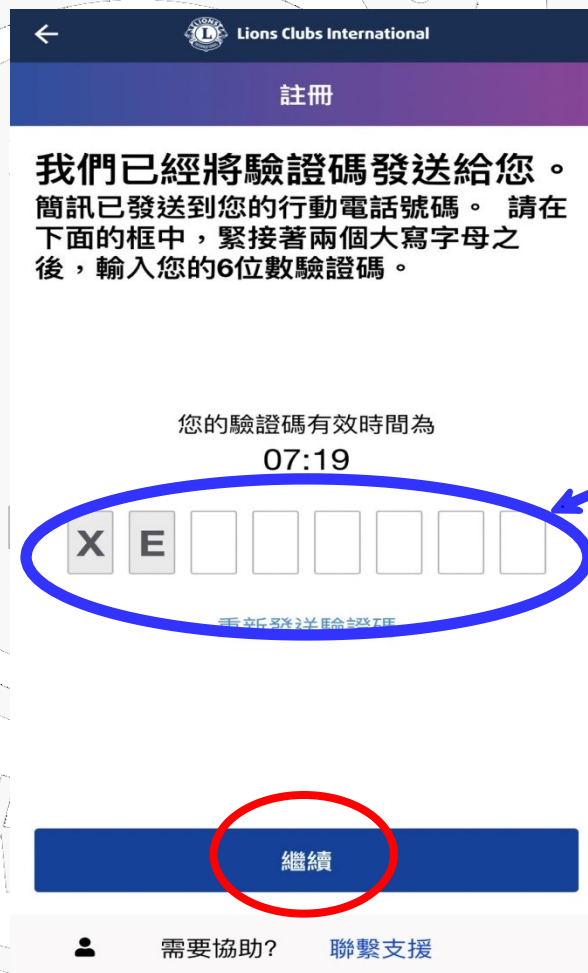 Lions Clubs International
註冊
我們已經將驗證碼發送給您。
簡訊已發送到您的行動電話號碼。 請在
下面的框中，緊接著兩個大寫字母之
後，輸入您的6位數驗證碼。
您的驗證碼有效時間為
07:19
X E
重新發送驗證碼
繼續
需要協助? 聯繫支援